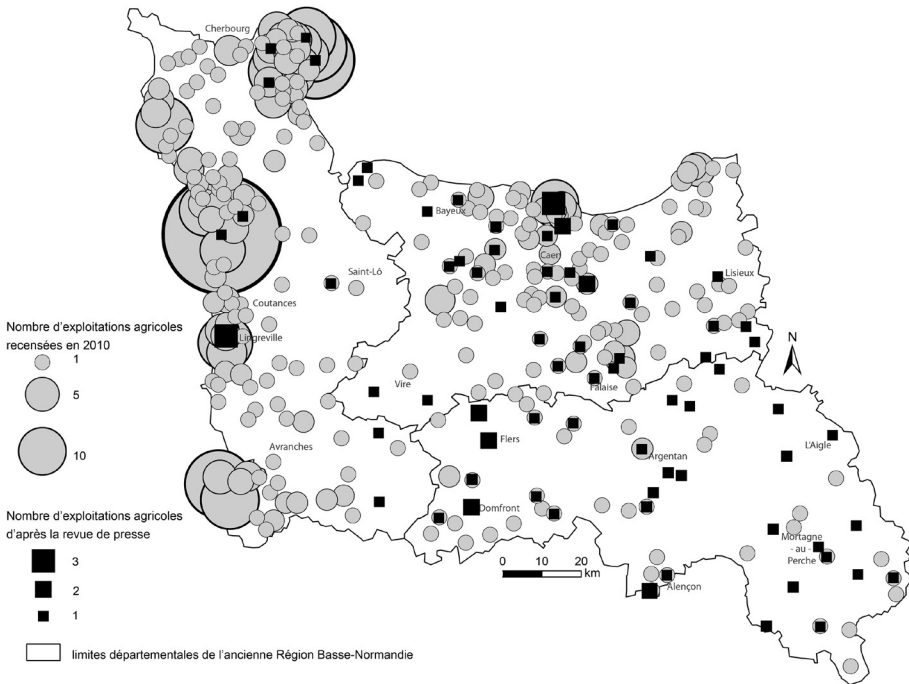 Cherbourg
Bayeux
Caen
Lisieux
Saint-Lô
Coutances
Lingreville
Nombre d'exploitations agricoles
recensées en 2010
1
5
10
N
Vire
Falaise
Flers
L'Aigle
Avranches
Argentan
Nombre d'exploitations agricoles
d'après la revue de presse
3
2
1
Domfront
Mortagne
- au -
Perche
0 10 20
km
Alençon
limites départementales de l'ancienne Région Basse-Normandie